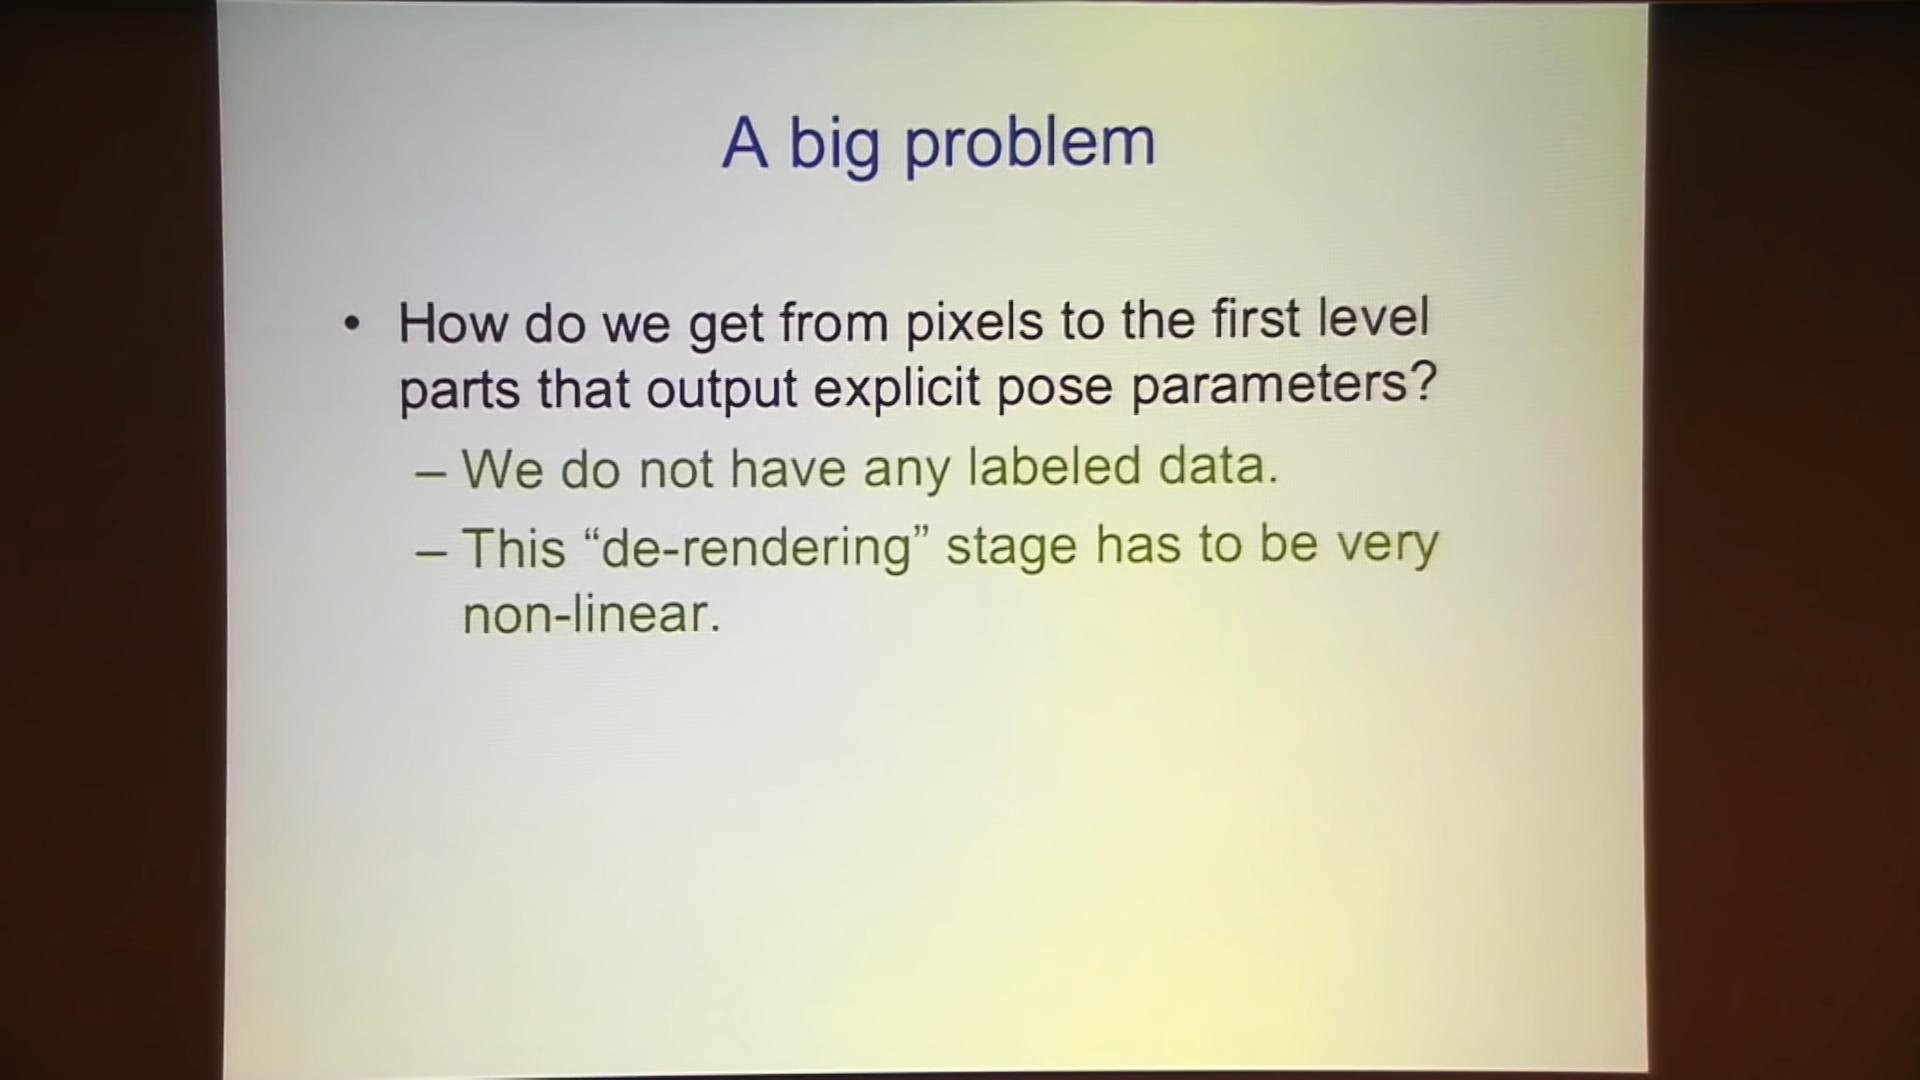 A big problem
• How do we get from pixels to the first level
parts that output explicit pose parameters?
– We do not have any labeled data.
– This “de-rendering” stage has to be very
non-linear.